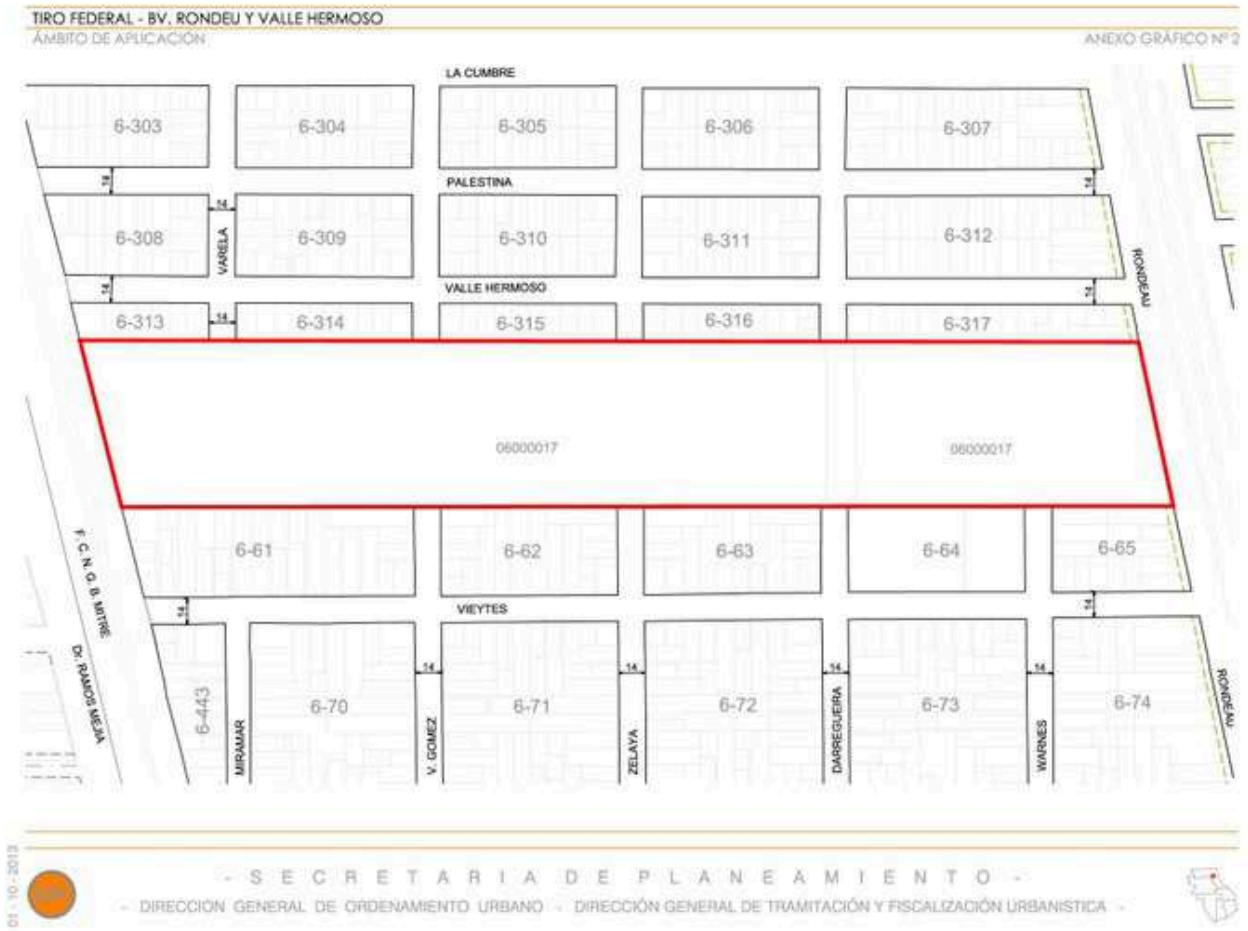 TIRO FEDERAL - BV. RONDEU Y VALLE HERMOSO
ÁMBITO DE APLICACIÓN
ANEXO GRÁFICO Nº 2
LA CUMBRE
6-303
6-304
6-305
6-306
6-307
14
PALESTINA
14
14
6-308
VARELA
6-309
6-310
6-311
6-312
RONDEAU
14
VALLE HERMOSO
14
6-313
14
6-314
6-315
6-316
6-317
06000017
06000017
F. C. N. G. B. MITRE
6-61
6-62
6-63
6-64
6-65
14
VIEYTES
14
Dr. RAMOS MEJIA
6-443
MIRAMAR
6-70
14
V. GOMEZ
6-71
14
ZELAYA
6-72
14
DARREGUEIRA
6-73
14
WARNES
6-74
RONDEAU
01 - 10 - 2013
- SECRETARIA DE PLANEAMIENTO -
- DIRECCIÓN GENERAL DE ORDENAMIENTO URBANO - DIRECCIÓN GENERAL DE TRAMITACIÓN Y FISCALIZACIÓN URBANISTICA -